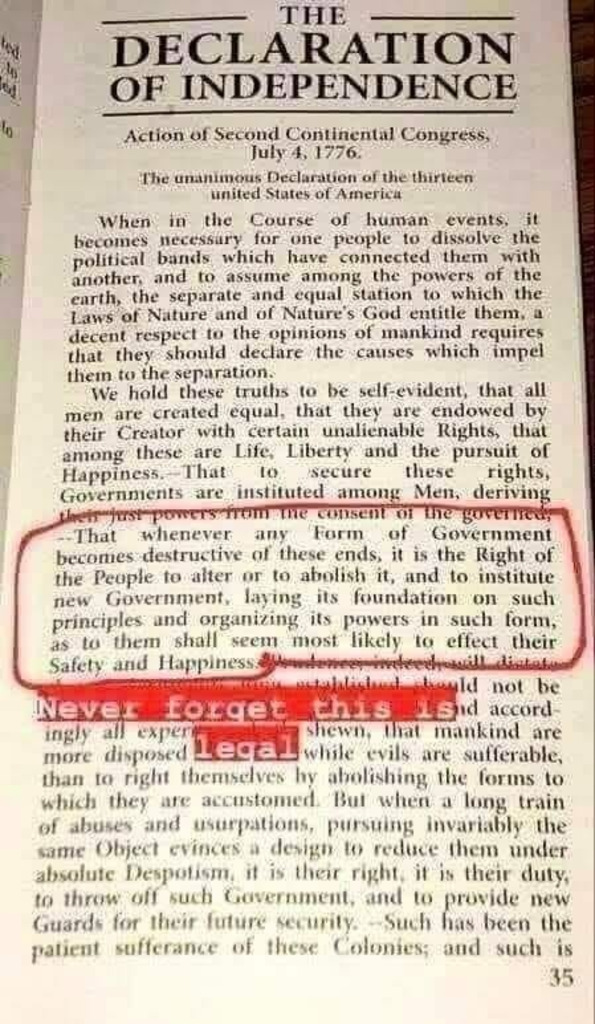 THE
DECLARATION
OF INDEPENDENCE
Action of Second Continental Congress,
July 4, 1776.
The unanimous Declaration of the thirteen
united States of America
When in the Course of human events, it
becomes necessary for one people to dissolve the
political bands which have connected them with
another, and to assume among the powers of the
earth, the separate and equal station to which the
Laws of Nature and of Nature's God entitle them, a
decent respect to the opinions of mankind requires
that they should declare the causes which impel
them to the separation.
We hold these truths to be self-evident, that all
men are created equal, that they are endowed by
their Creator with certain unalienable Rights, that
among these are Life, Liberty and the pursuit of
Happiness.—That to secure these rights,
Governments are instituted among Men, deriving
their just powers from the consent of the governed,
--That whenever any Form of Government
becomes destructive of these ends, it is the Right of
the People to alter or to abolish it, and to institute
new Government, laying its foundation on such
principles and organizing its powers in such form,
as to them shall seem most likely to effect their
Safety and Happiness. Prudence, indeed, will dictate
established should not be
Never forget this is
and accord-
ingly all shewn, that mankind are
more disposed legal while evils are sufferable,
than to right themselves by abolishing the forms to
which they are accustomed. But when a long train
of abuses and usurpations, pursuing invariably the
same Object evinces a design to reduce them under
absolute Despotism, it is their right, it is their duty,
to throw off such Government, and to provide new
Guards for their future security. --Such has been the
patient sufferance of these Colonies; and such is
35